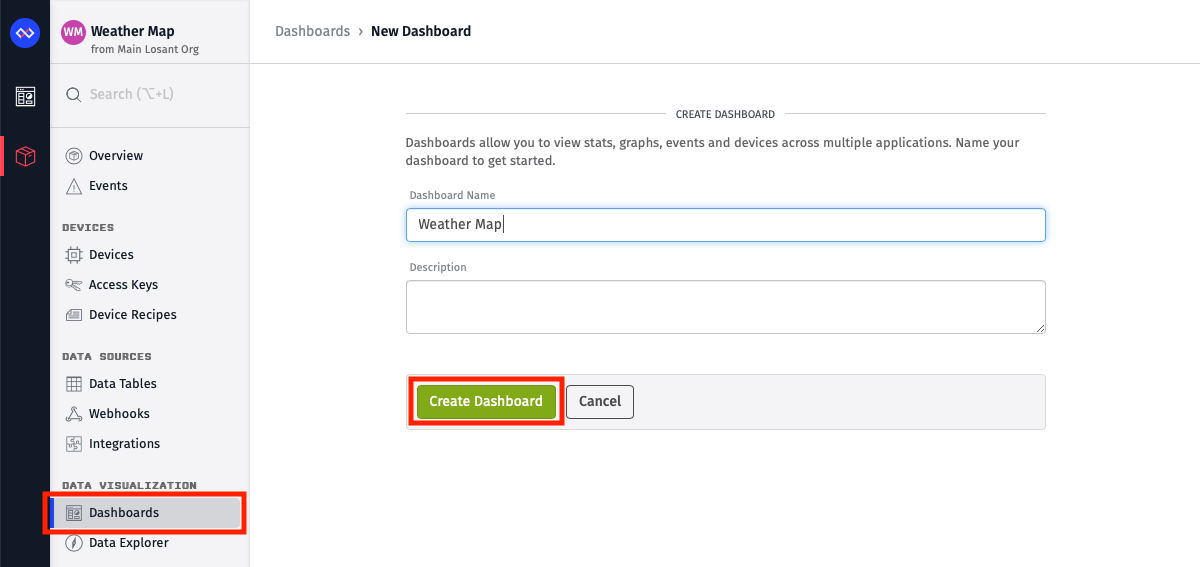 WM Weather Map
from Main Losant Org
Search (⌥+L)
Overview
Events
DEVICES
Devices
Access Keys
Device Recipes
DATA SOURCES
Data Tables
Webhooks
Integrations
DATA VISUALIZATION
Dashboards
Data Explorer
Dashboards › New Dashboard
CREATE DASHBOARD
Dashboards allow you to view stats, graphs, events and devices across multiple applications. Name your
dashboard to get started.
Dashboard Name
Weather Map
Description
Create Dashboard
Cancel